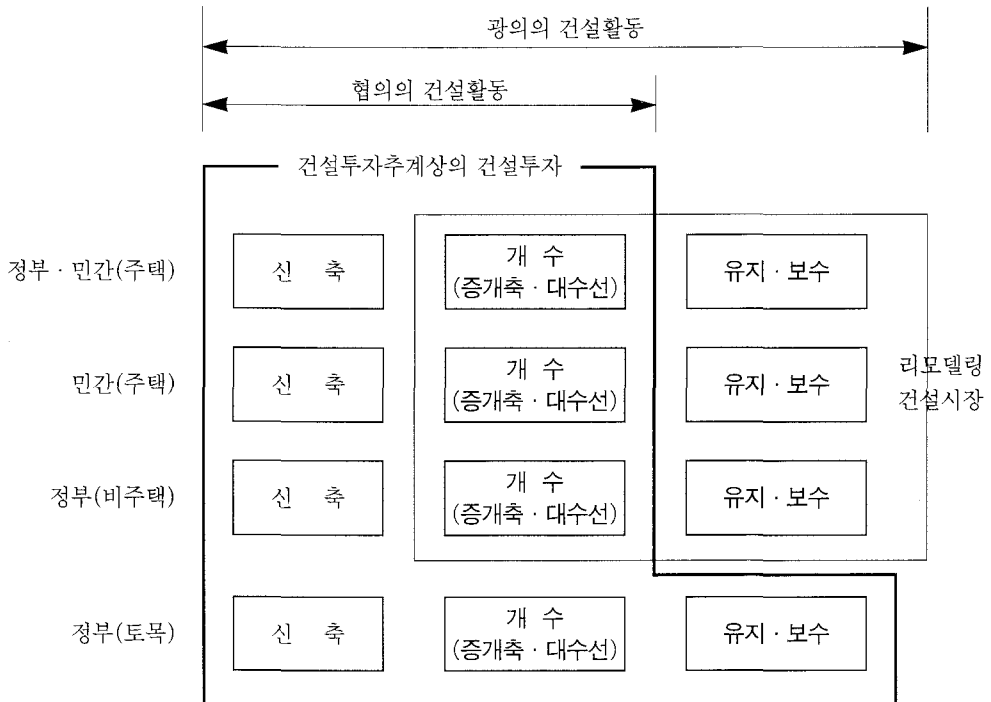 광의의 건설활동
협의의 건설활동
건설투자추계상의 건설투자
정부 · 민간(주택)
신 축
개 수
(증개축 · 대수선)
유지 · 보수
민간(주택)
신 축
개 수
(증개축 · 대수선)
유지 · 보수
리모델링
건설시장
정부(비주택)
신 축
개 수
(증개축 · 대수선)
유지 · 보수
정부(토목)
신 축
개 수
(증개축 · 대수선)
유지 · 보수